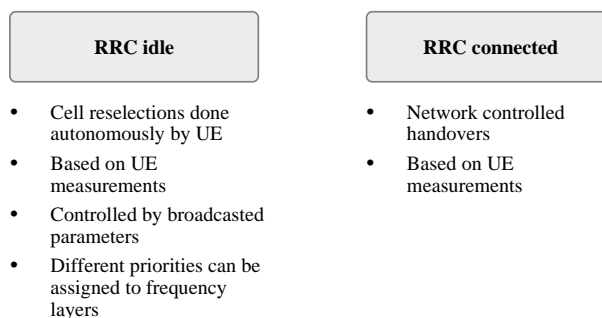 RRC idle
• Cell reselections done
autonomously by UE
• Based on UE
measurements
• Controlled by broadcasted
parameters
• Different priorities can be
assigned to frequency
layers
RRC connected
• Network controlled
handovers
• Based on UE
measurements